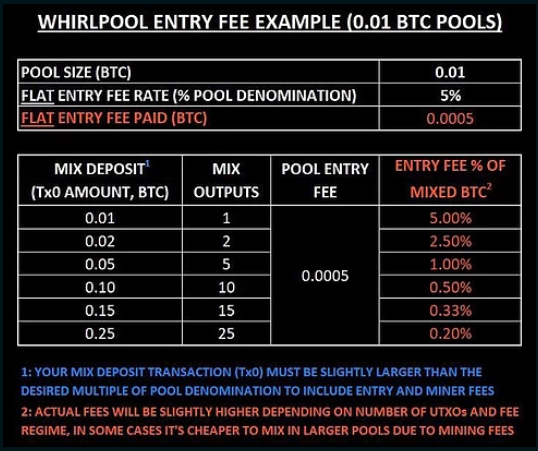 WHIRLPOOL ENTRY FEE EXAMPLE (0.01 BTC POOLS)
POOL SIZE (BTC) 0.01
FLAT ENTRY FEE RATE (% POOL DENOMINATION) 5%
FLAT ENTRY FEE PAID (BTC) 0.0005
MIX DEPOSIT¹ MIX POOL ENTRY ENTRY FEE % OF
(Tx0 AMOUNT, BTC) OUTPUTS FEE MIXED BTC²
0.01 1 5.00%
0.02 2 2.50%
0.05 5 1.00%
0.0005
0.10 10 0.50%
0.15 15 0.33%
0.25 25 0.20%
1: YOUR MIX DEPOSIT TRANSACTION (Tx0) MUST BE SLIGHTLY LARGER THAN THE
DESIRED MULTIPLE OF POOL DENOMINATION TO INCLUDE ENTRY AND MINER FEES
2: ACTUAL FEES WILL BE SLIGHTLY HIGHER DEPENDING ON NUMBER OF UTXOs AND FEE
REGIME, IN SOME CASES IT'S CHEAPER TO MIX IN LARGER POOLS DUE TO MINING FEES